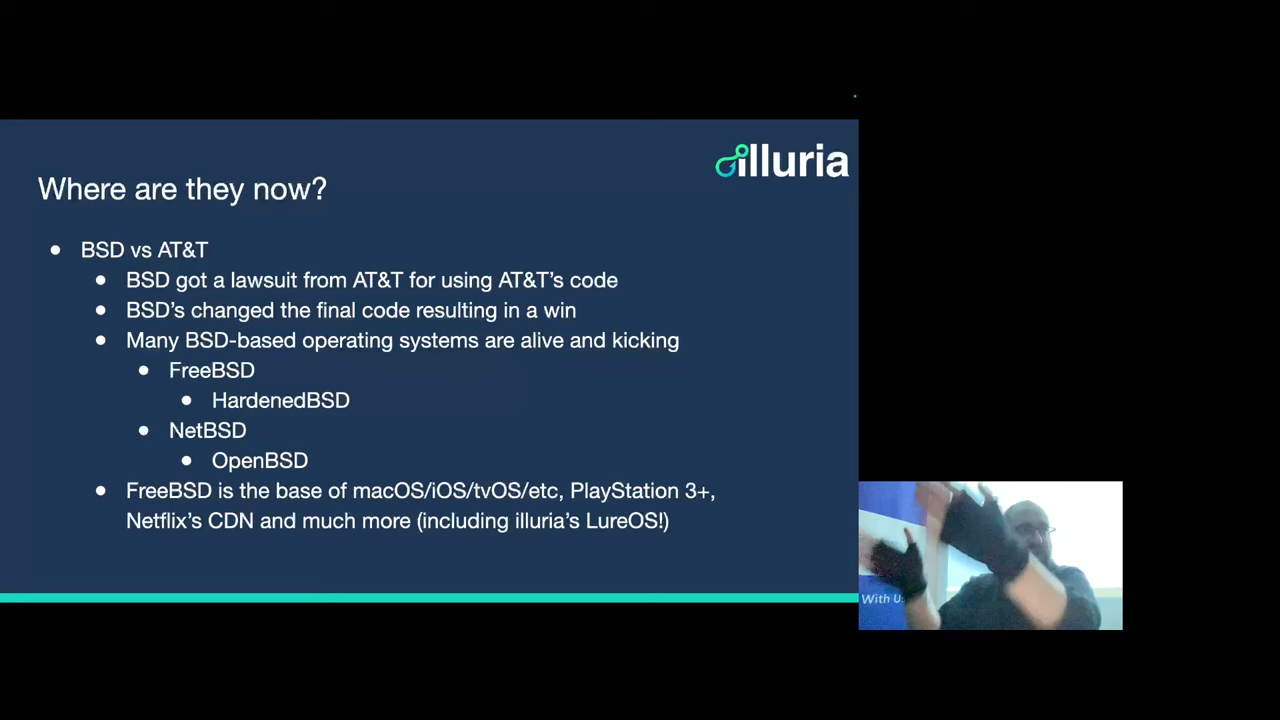 illuria
Where are they now?
BSD vs AT&T
BSD got a lawsuit from AT&T for using AT&T’s code
BSD’s changed the final code resulting in a win
Many BSD-based operating systems are alive and kicking
FreeBSD
HardenedBSD
NetBSD
OpenBSD
FreeBSD is the base of macOS/iOS/tvOS/etc, PlayStation 3+,
Netflix’s CDN and much more (including illuria’s LureOS!)
With